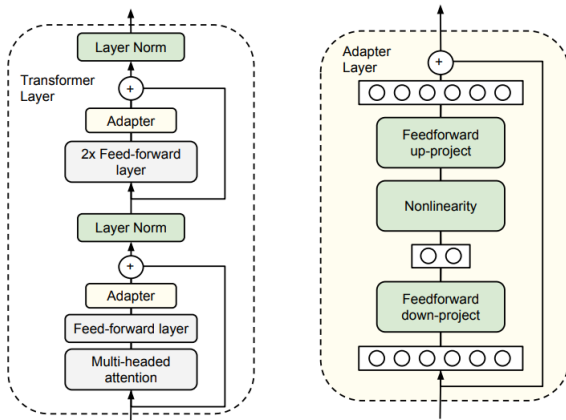 Layer Norm
Transformer
Layer
+
Adapter
2x Feed-forward
layer
Layer Norm
+
Adapter
Feed-forward layer
Multi-headed
attention
Adapter
Layer
+
Feedforward
up-project
Nonlinearity
Feedforward
down-project